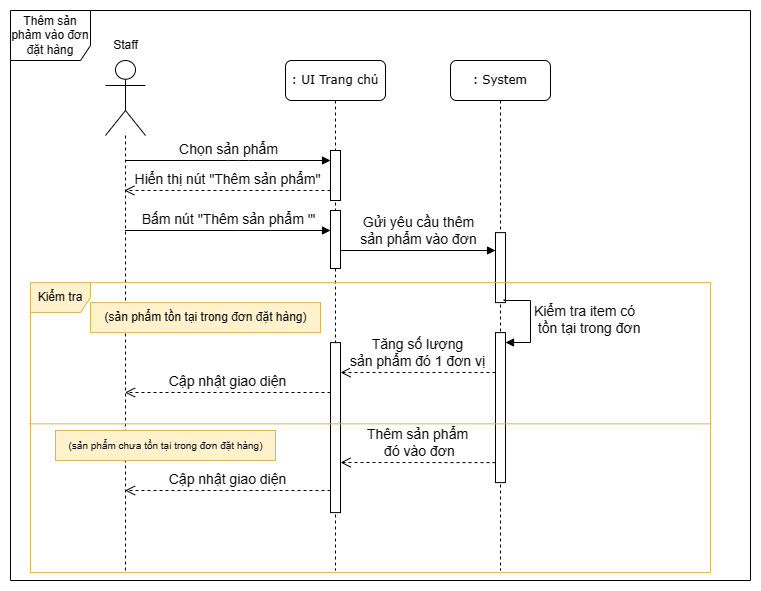 Thêm sản
phảm vào đơn
đặt hàng
Staff
: UI Trang chủ
: System
Chọn sản phẩm
Hiển thị nút "Thêm sản phẩm"
Bấm nút "Thêm sản phẩm '"
Gửi yêu cầu thêm
sản phẩm vào đơn
Kiểm tra
(sản phẩm tồn tại trong đơn đặt hàng)
Kiểm tra item có
tồn tại trong đơn
Tăng số lượng
sản phẩm đó 1 đơn vị
Cập nhật giao diện
(sản phẩm chưa tồn tại trong đơn đặt hàng)
Thêm sản phẩm
đó vào đơn
Cập nhật giao diện